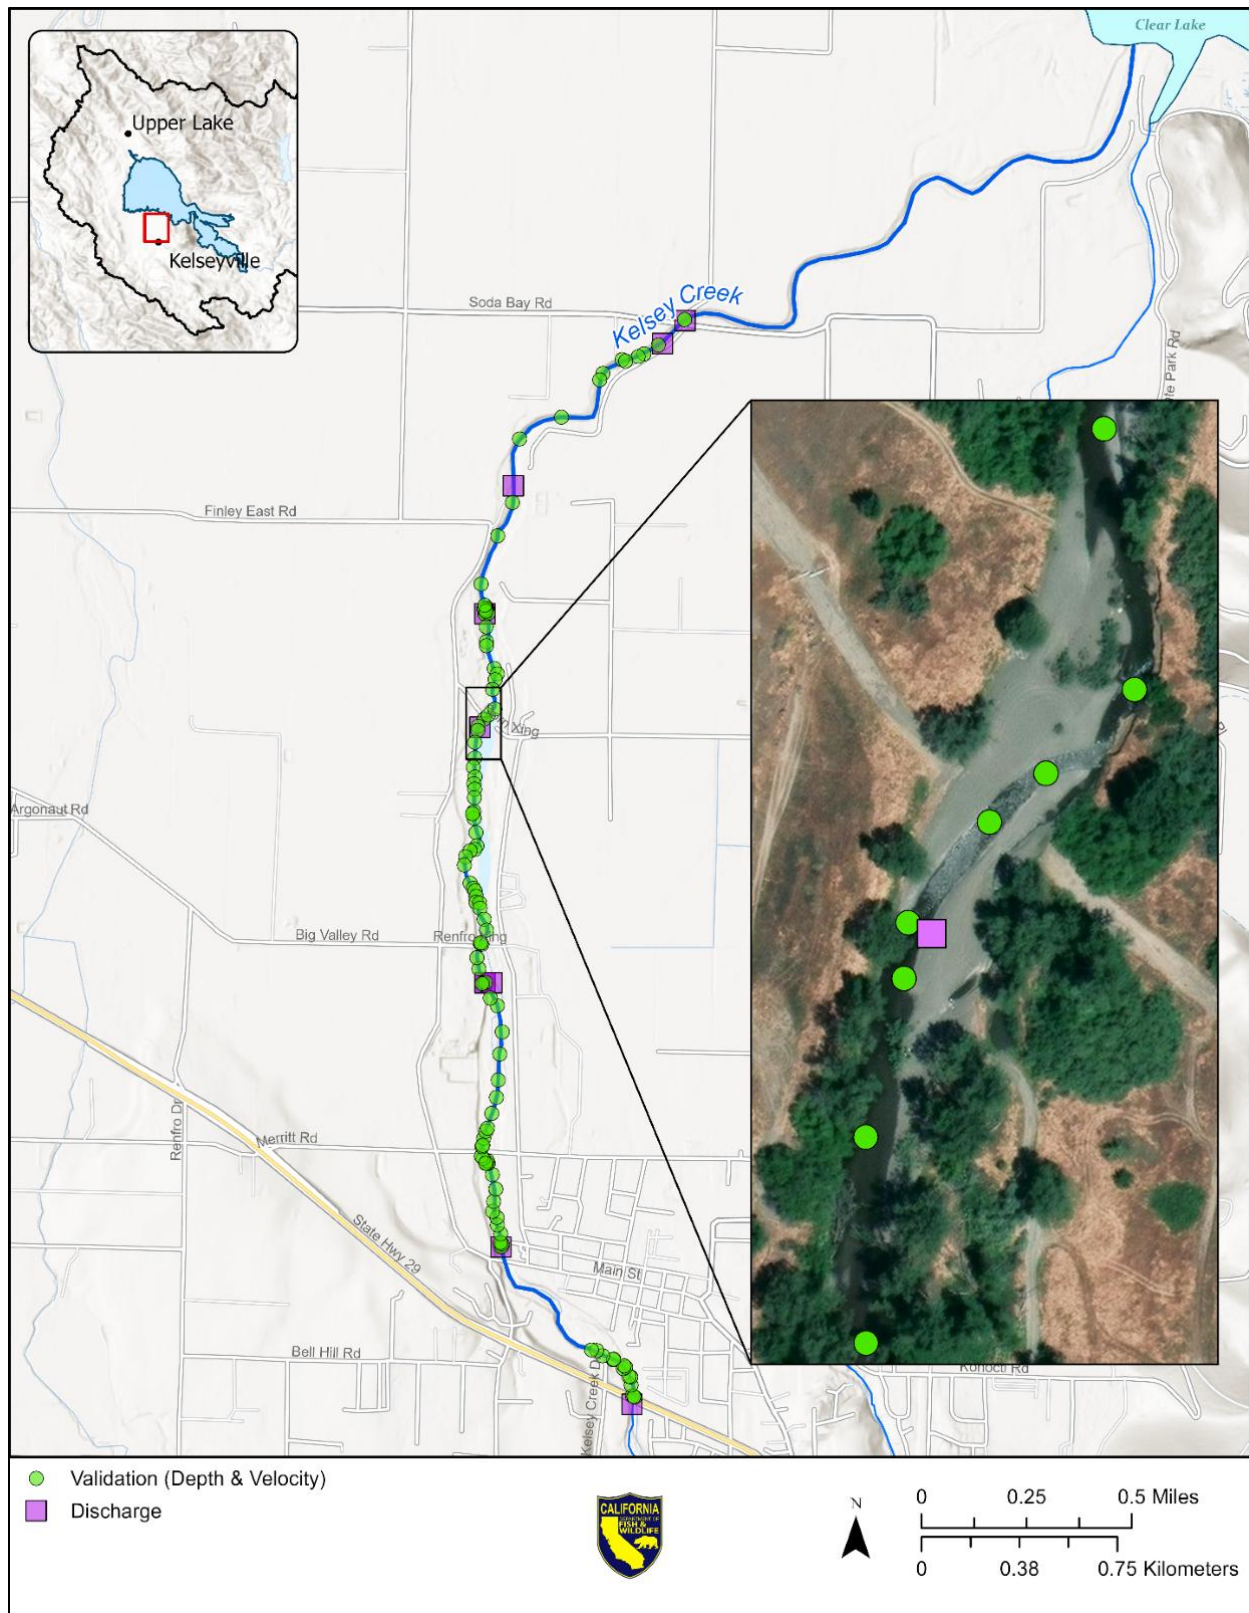 Clear Lake
Upper Lake
Kelseyville
Soda Bay Rd
Kelsey Creek
Finley East Rd
Xing
Argonaut Rd
Big Valley Rd
Renfro
Merritt Rd
Renfro Dr
State Hwy 29
Main St
Bell Hill Rd
Kelsey Creek D
Konocti Rd
Park Rd
Validation (Depth & Velocity)
Discharge
CALIFORNIA
DEPARTMENT OF
FISH &
WILDLIFE
N
0 0.25 0.5 Miles
0 0.38 0.75 Kilometers